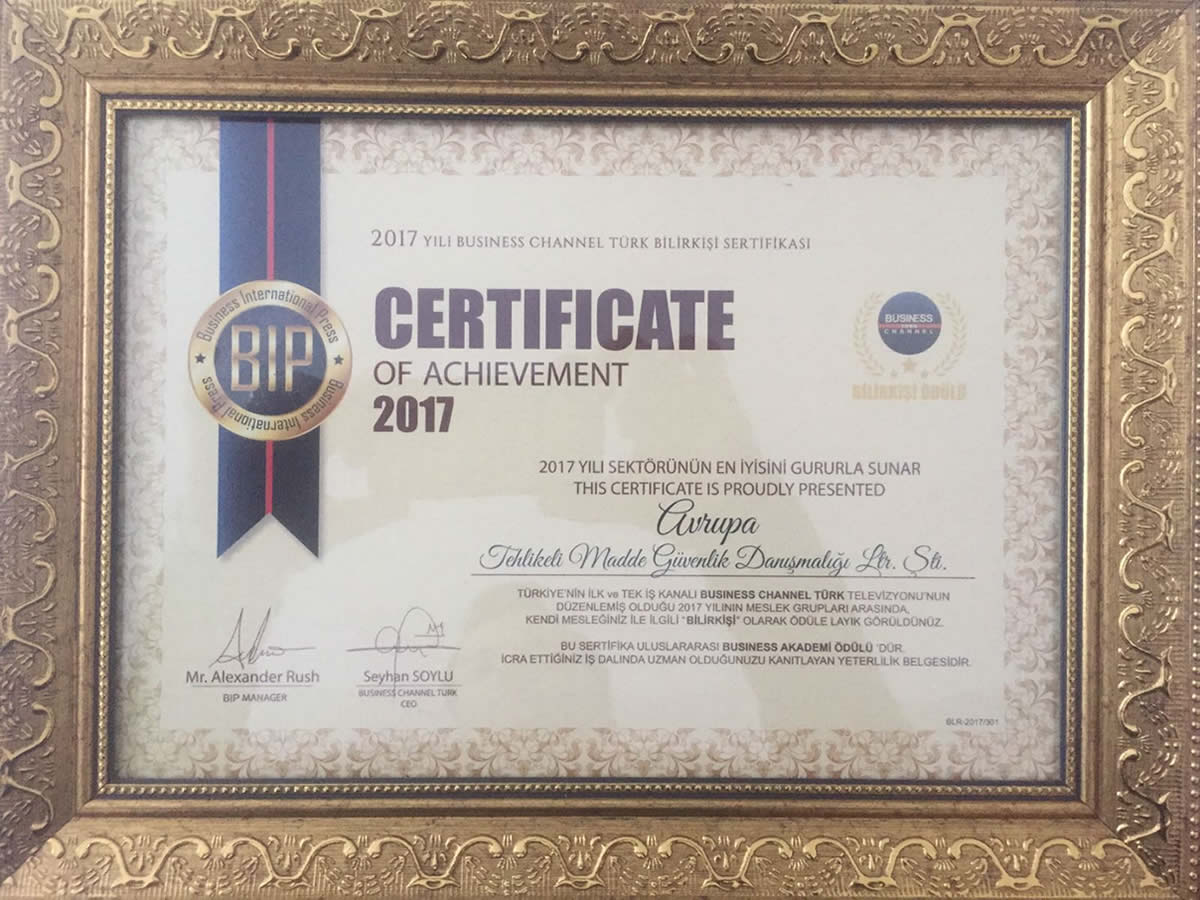 2017 YILI BUSINESS CHANNEL TÜRK BİLİRKİŞİ SERTİFİKASI
CERTIFICATE
OF ACHIEVEMENT
2017
Business International Press
BIP
Business International Press
BUSINESS
CHANNEL
BİLİRKİŞİ ÖDÜLÜ
2017 YILI SEKTÖRÜNÜN EN İYİSİNİ GURURLA SUNAR
THIS CERTIFICATE IS PROUDLY PRESENTED
Avrupa
Tehlikeli Madde Güvenlik Danışmalığı Ltr. Şti.
TÜRKİYE'NİN İLK ve TEK İŞ KANALI BUSINESS CHANNEL TÜRK TELEVİZYONU'NUN
DÜZENLEMİŞ OLDUĞU 2017 YILININ MESLEK GRUPLARI ARASINDA,
KENDİ MESLEĞİNİZ İLE İLGİLİ "BİLİRKİŞİ" OLARAK ÖDÜLE LAYIK GÖRÜLDÜNÜZ.
BU SERTİFİKA ULUSLARARASI BUSINESS AKADEMİ ÖDÜLÜ 'DÜR.
İCRA ETTİĞİNİZ İŞ DALINDA UZMAN OLDUĞUNUZU KANITLAYAN YETERLİLİK BELGESİDİR.
Mr. Alexander Rush
BIP MANAGER
Seyhan SOYLU
BUSINESS CHANNEL TURK
CEO
BLR-2017/301